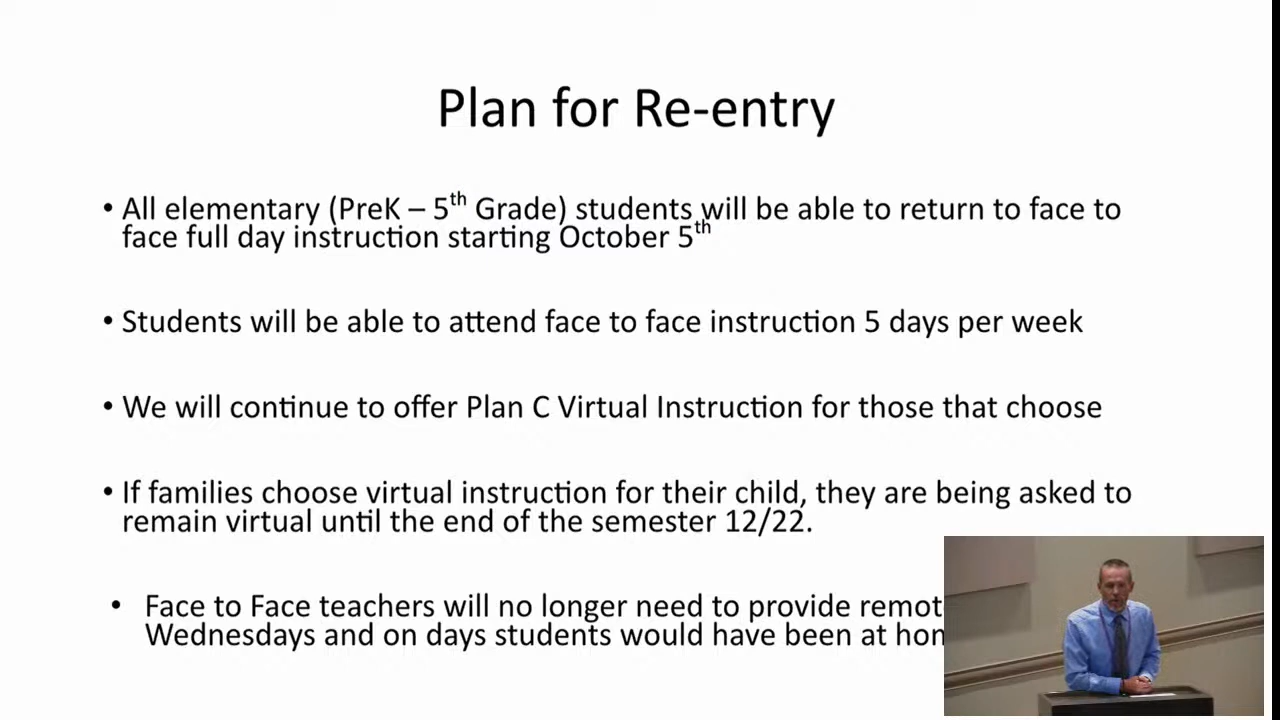 Plan for Re-entry
• All elementary (PreK – 5th Grade) students will be able to return to face to
face full day instruction starting October 5th
• Students will be able to attend face to face instruction 5 days per week
• We will continue to offer Plan C Virtual Instruction for those that choose
• If families choose virtual instruction for their child, they are being asked to
remain virtual until the end of the semester 12/22.
• Face to Face teachers will no longer need to provide
Wednesdays and on days students would have been at